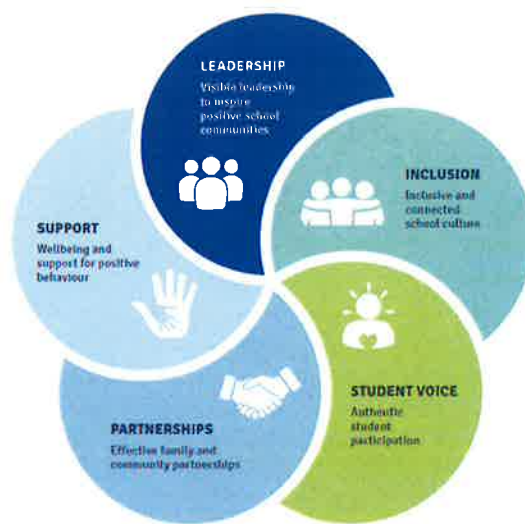 LEADERSHIP
Visible leadership
to inspire
positive school
communities
INCLUSION
Inclusive and
connected
school culture
STUDENT VOICE
Authentic
student
participation
PARTNERSHIPS
Effective family and
community partnerships
SUPPORT
Wellbeing and
support for positive
behaviour